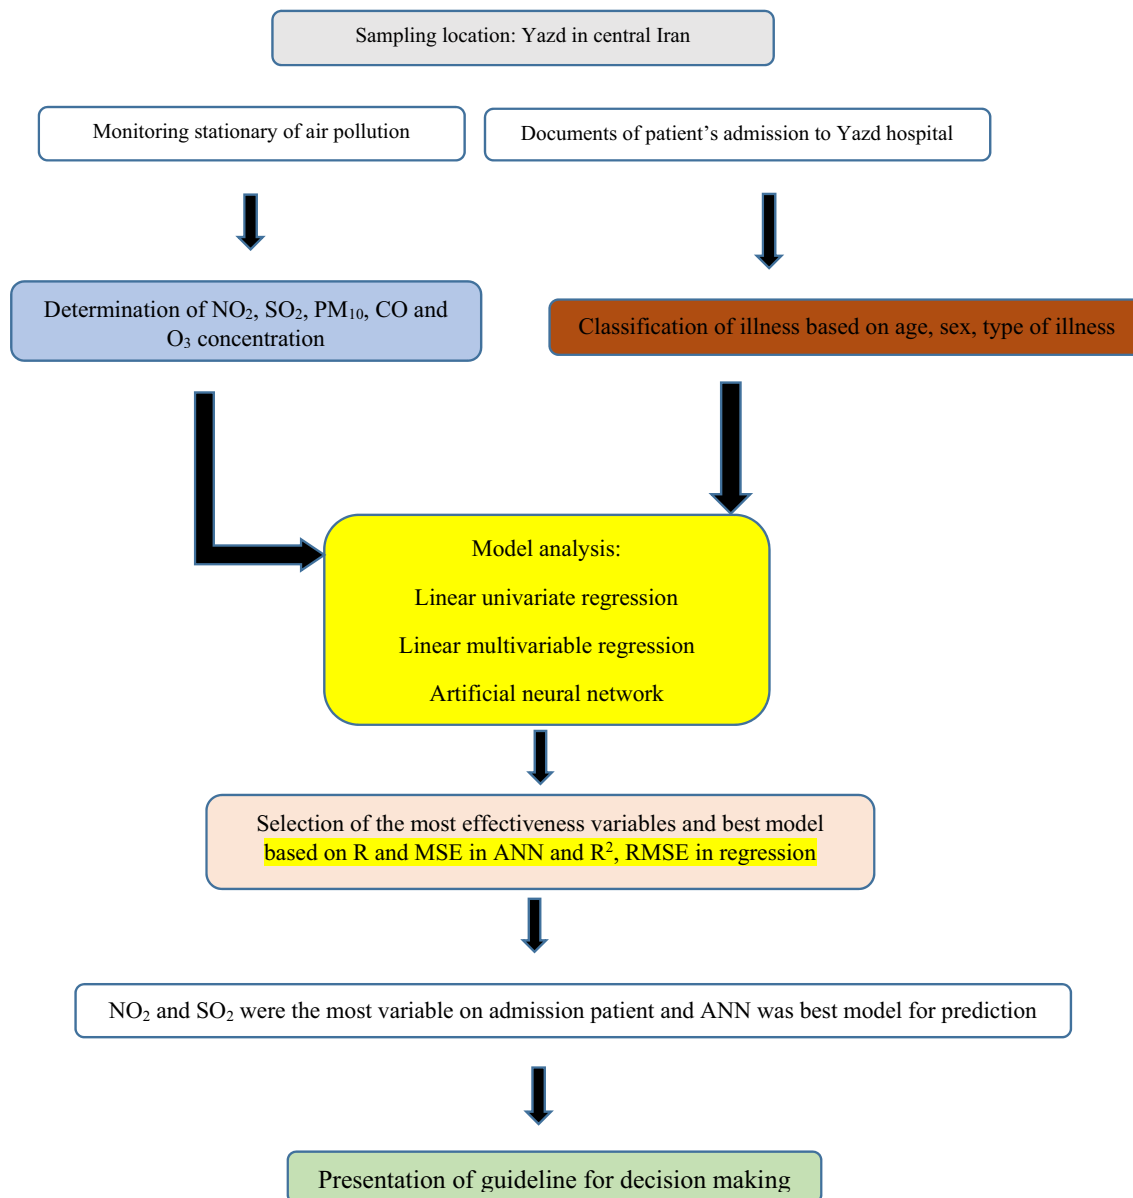 Sampling location: Yazd in central Iran
Monitoring stationary of air pollution
Documents of patient’s admission to Yazd hospital
Determination of NO₂, SO₂, PM₁₀, CO and
O₃ concentration
Classification of illness based on age, sex, type of illness
Model analysis:
Linear univariate regression
Linear multivariable regression
Artificial neural network
Selection of the most effectiveness variables and best model
based on R and MSE in ANN and R², RMSE in regression
NO₂ and SO₂ were the most variable on admission patient and ANN was best model for prediction
Presentation of guideline for decision making